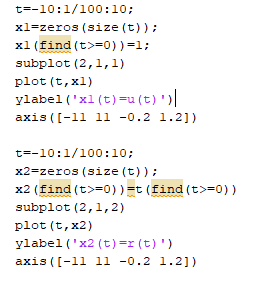 t=-10:1/100:10;
x1=zeros(size(t));
x1(find(t>=0))=1;
subplot(2,1,1)
plot(t,x1)
ylabel('x1(t)=u(t)')
axis([-11 11 -0.2 1.2])
t=-10:1/100:10;
x2=zeros(size(t));
x2(find(t>=0))=t(find(t>=0))
subplot(2,1,2)
plot(t,x2)
ylabel('x2(t)=r(t)')
axis([-11 11 -0.2 1.2])